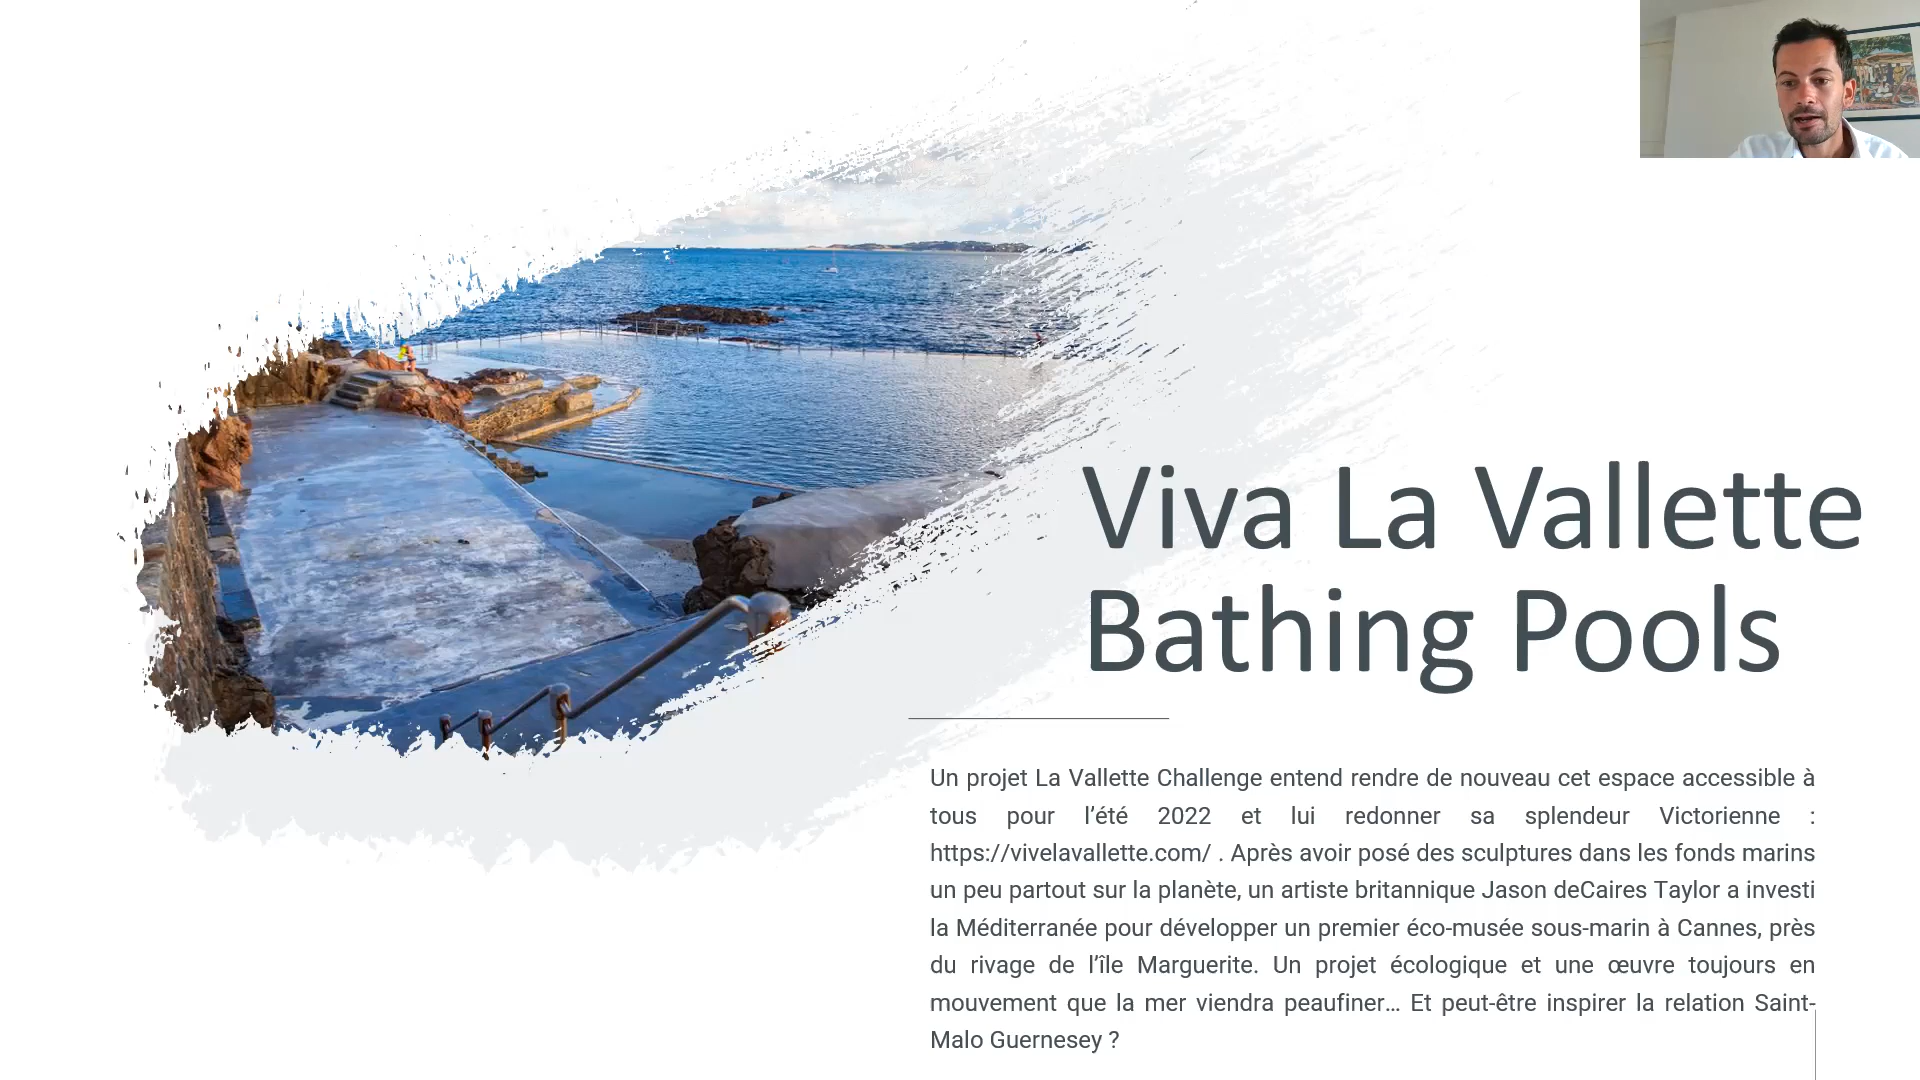 Viva La Vallette
Bathing Pools
Un projet La Vallette Challenge entend rendre de nouveau cet espace accessible à
tous pour l’été 2022 et lui redonner sa splendeur Victorienne :
https://vivelavallette.com/ . Après avoir posé des sculptures dans les fonds marins
un peu partout sur la planète, un artiste britannique Jason deCaires Taylor a investi
la Méditerranée pour développer un premier éco-musée sous-marin à Cannes, près
du rivage de l’île Marguerite. Un projet écologique et une œuvre toujours en
mouvement que la mer viendra peaufiner… Et peut-être inspirer la relation Saint-
Malo Guernesey ?